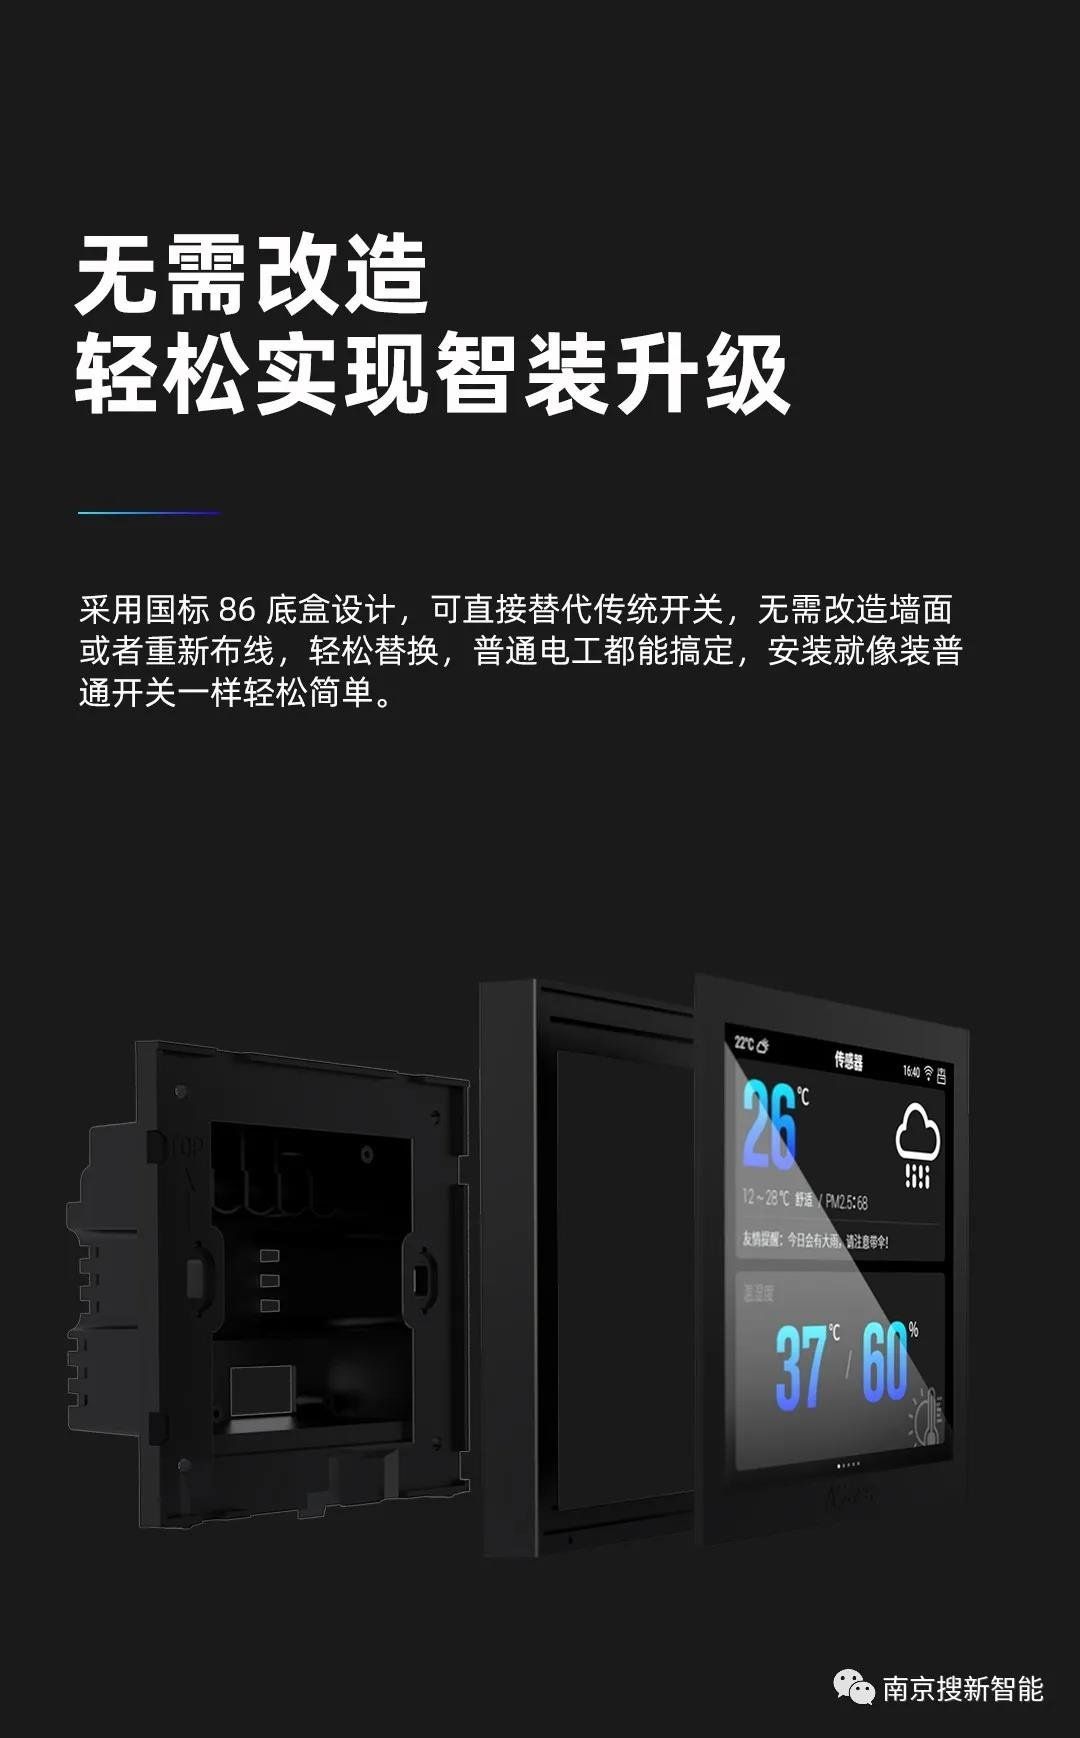 无需改造
轻松实现智装升级
采用国标 86 底盒设计，可直接替代传统开关，无需改造墙面
或者重新布线，轻松替换，普通电工都能搞定，安装就像装普
通开关一样轻松简单。
TOP
22℃ 传感器 16:40
26℃
12～28℃ 舒适 / PM2.5:68
友情提醒：今日会有大雨，请注意带伞！
温湿度
37℃ / 60%
南京搜新智能